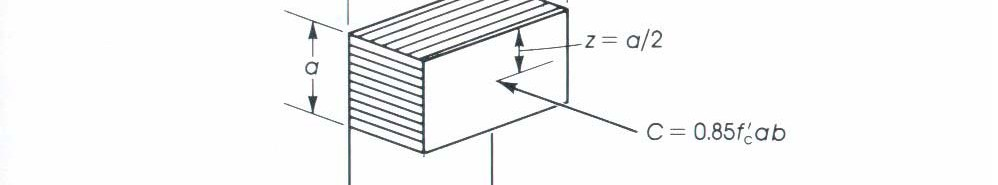 z = a/2
a
C = 0.85f′cab